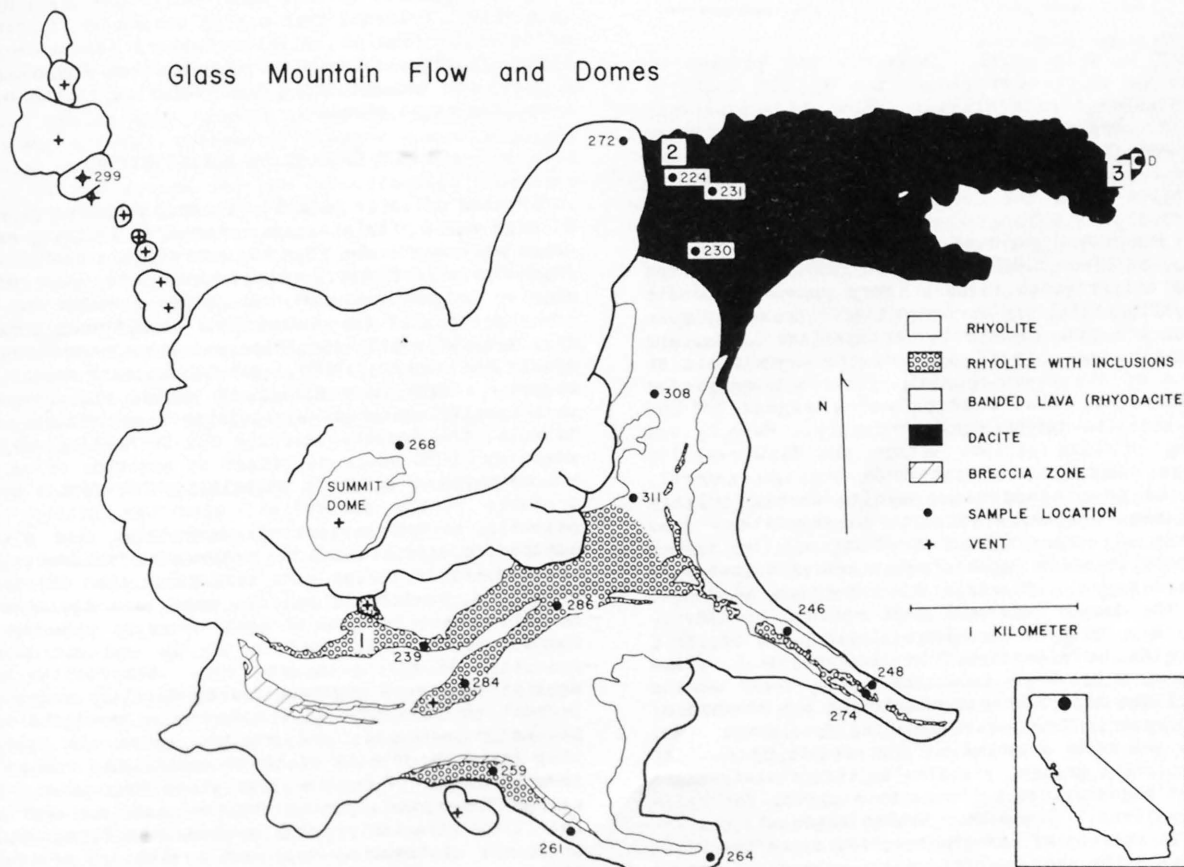 Glass Mountain Flow and Domes
272
2
224
231
3
D
299
230
RHYOLITE
RHYOLITE WITH INCLUSIONS
BANDED LAVA (RHYODACITE)
DACITE
BRECCIA ZONE
SAMPLE LOCATION
VENT
N
308
268
SUMMIT
DOME
311
1 KILOMETER
286
246
1
239
284
248
274
259
261
264